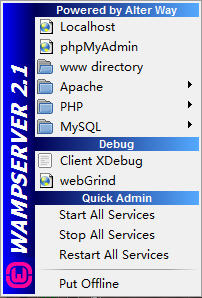 Powered by Alter Way
Localhost
phpMyAdmin
www directory
Apache
PHP
MySQL
Debug
Client XDebug
webGrind
Quick Admin
Start All Services
Stop All Services
Restart All Services
Put Offline
WAMPSERVER 2.1